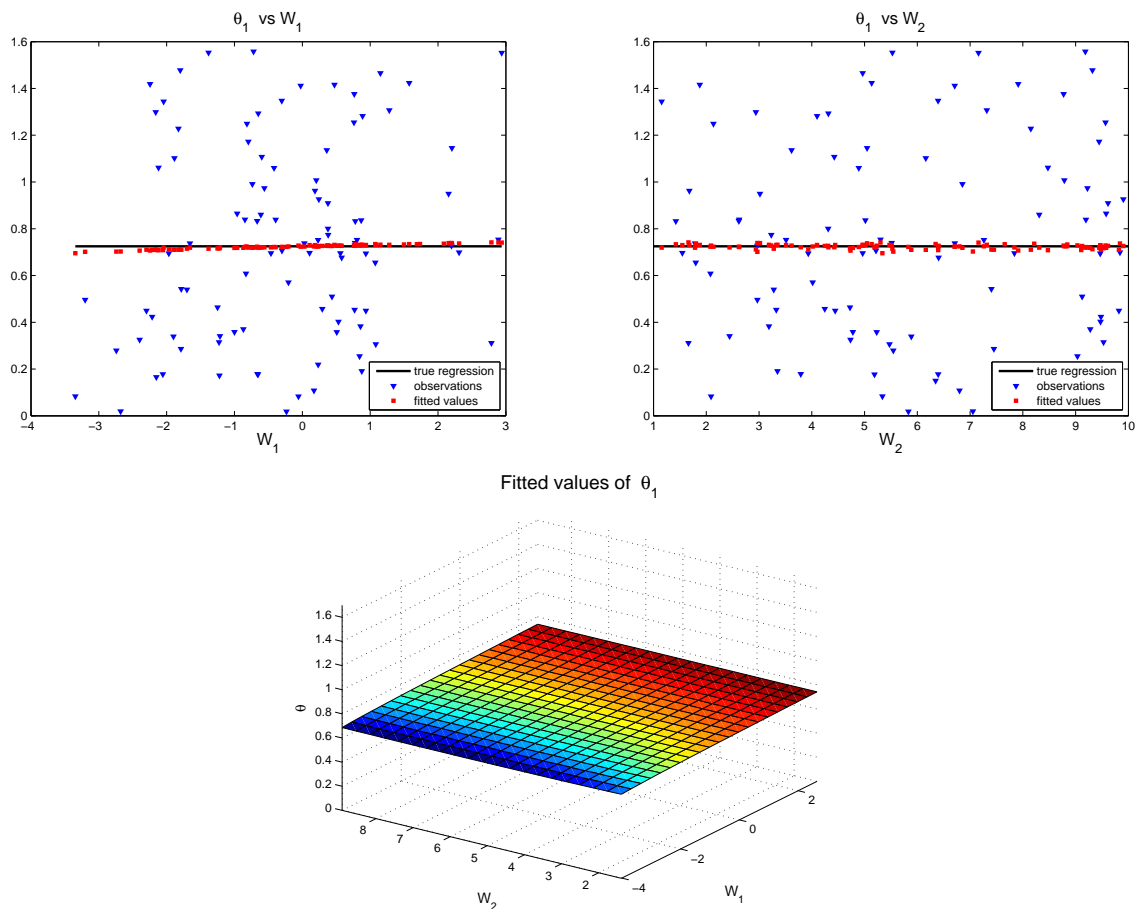 θ₁ vs W₁
1.6
1.4
1.2
1
0.8
0.6
0.4
0.2
0
−4 −3 −2 −1 0 1 2 3
W₁
true regression
observations
fitted values
θ₁ vs W₂
1.6
1.4
1.2
1
0.8
0.6
0.4
0.2
0
1 2 3 4 5 6 7 8 9 10
W₂
true regression
observations
fitted values
Fitted values of θ₁
1.6
1.4
1.2
1
0.8
0.6
0.4
0.2
0
θ
8 7 6 5 4 3 2
W₂
−4 −2 0 2
W₁